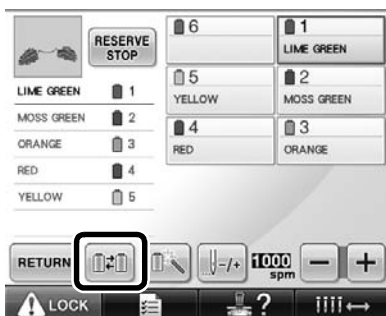 RESERVE
STOP
LIME GREEN 1
MOSS GREEN 2
ORANGE 3
RED 4
YELLOW 5
6
1
LIME GREEN
5
YELLOW
2
MOSS GREEN
4
RED
3
ORANGE
RETURN
-/+
1000
spm
−
+
LOCK
?